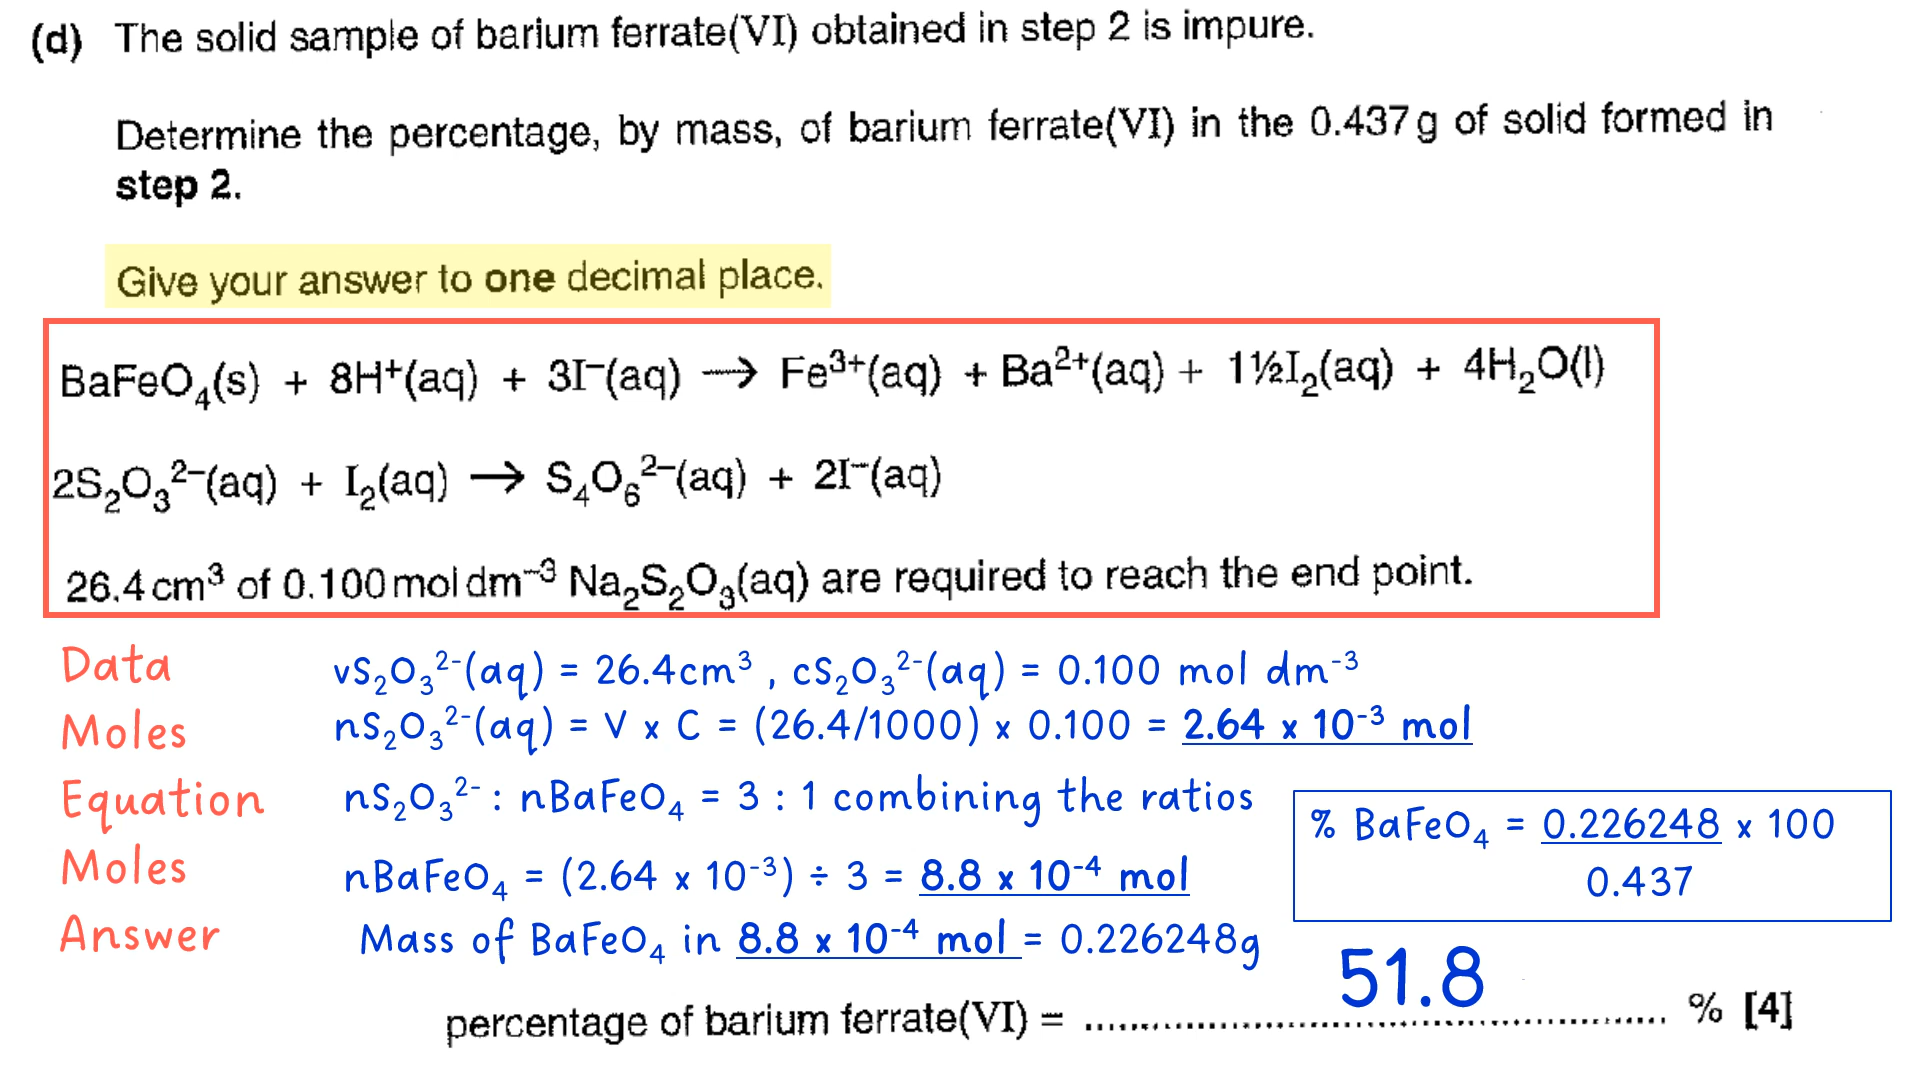 (d) The solid sample of barium ferrate(VI) obtained in step 2 is impure.
Determine the percentage, by mass, of barium ferrate(VI) in the 0.437 g of solid formed in
step 2.
Give your answer to one decimal place.
BaFeO₄(s) + 8H⁺(aq) + 3I⁻(aq) → Fe³⁺(aq) + Ba²⁺(aq) + 1½I₂(aq) + 4H₂O(l)
2S₂O₃²⁻(aq) + I₂(aq) → S₄O₆²⁻(aq) + 2I⁻(aq)
26.4 cm³ of 0.100 mol dm⁻³ Na₂S₂O₃(aq) are required to reach the end point.
Data vS₂O₃²⁻(aq) = 26.4cm³ , cS₂O₃²⁻(aq) = 0.100 mol dm⁻³
Moles nS₂O₃²⁻(aq) = V x C = (26.4/1000) x 0.100 = 2.64 x 10⁻³ mol
Equation nS₂O₃²⁻ : nBaFeO₄ = 3 : 1 combining the ratios
Moles nBaFeO₄ = (2.64 x 10⁻³) ÷ 3 = 8.8 x 10⁻⁴ mol
Answer Mass of BaFeO₄ in 8.8 x 10⁻⁴ mol = 0.226248g
% BaFeO₄ = 0.226248 x 100
0.437
51.8
percentage of barium ferrate(VI) = .................................................. % [4]